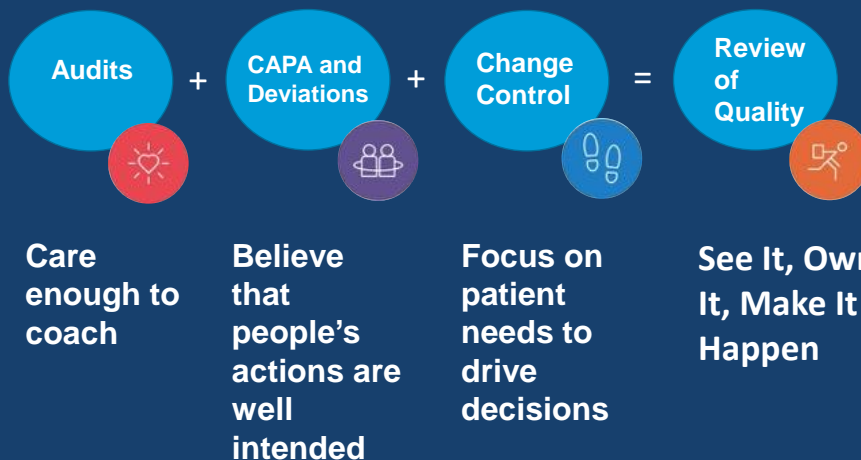 Audits
+
CAPA and
Deviations
+
Change
Control
=
Review
of
Quality
Care
enough to
coach
Believe
that
people's
actions are
well
intended
Focus on
patient
needs to
drive
decisions
See It, Own
It, Make It
Happen